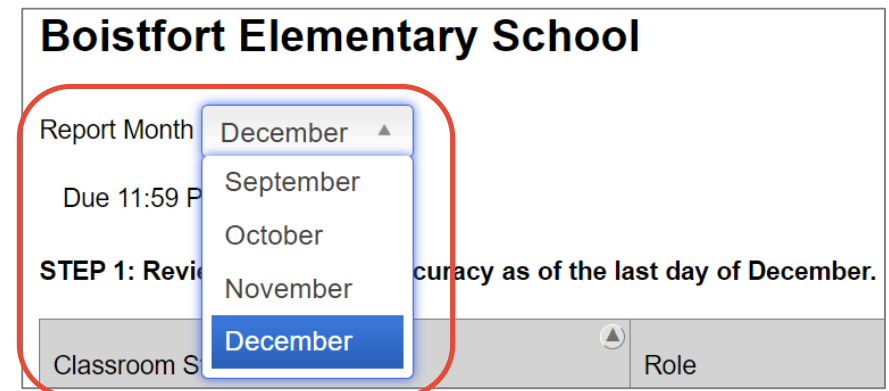 Boistfort Elementary School
Report Month December
September
Due 11:59 P
October
STEP 1: Revi curacy as of the last day of December.
November
December
Classroom S Role